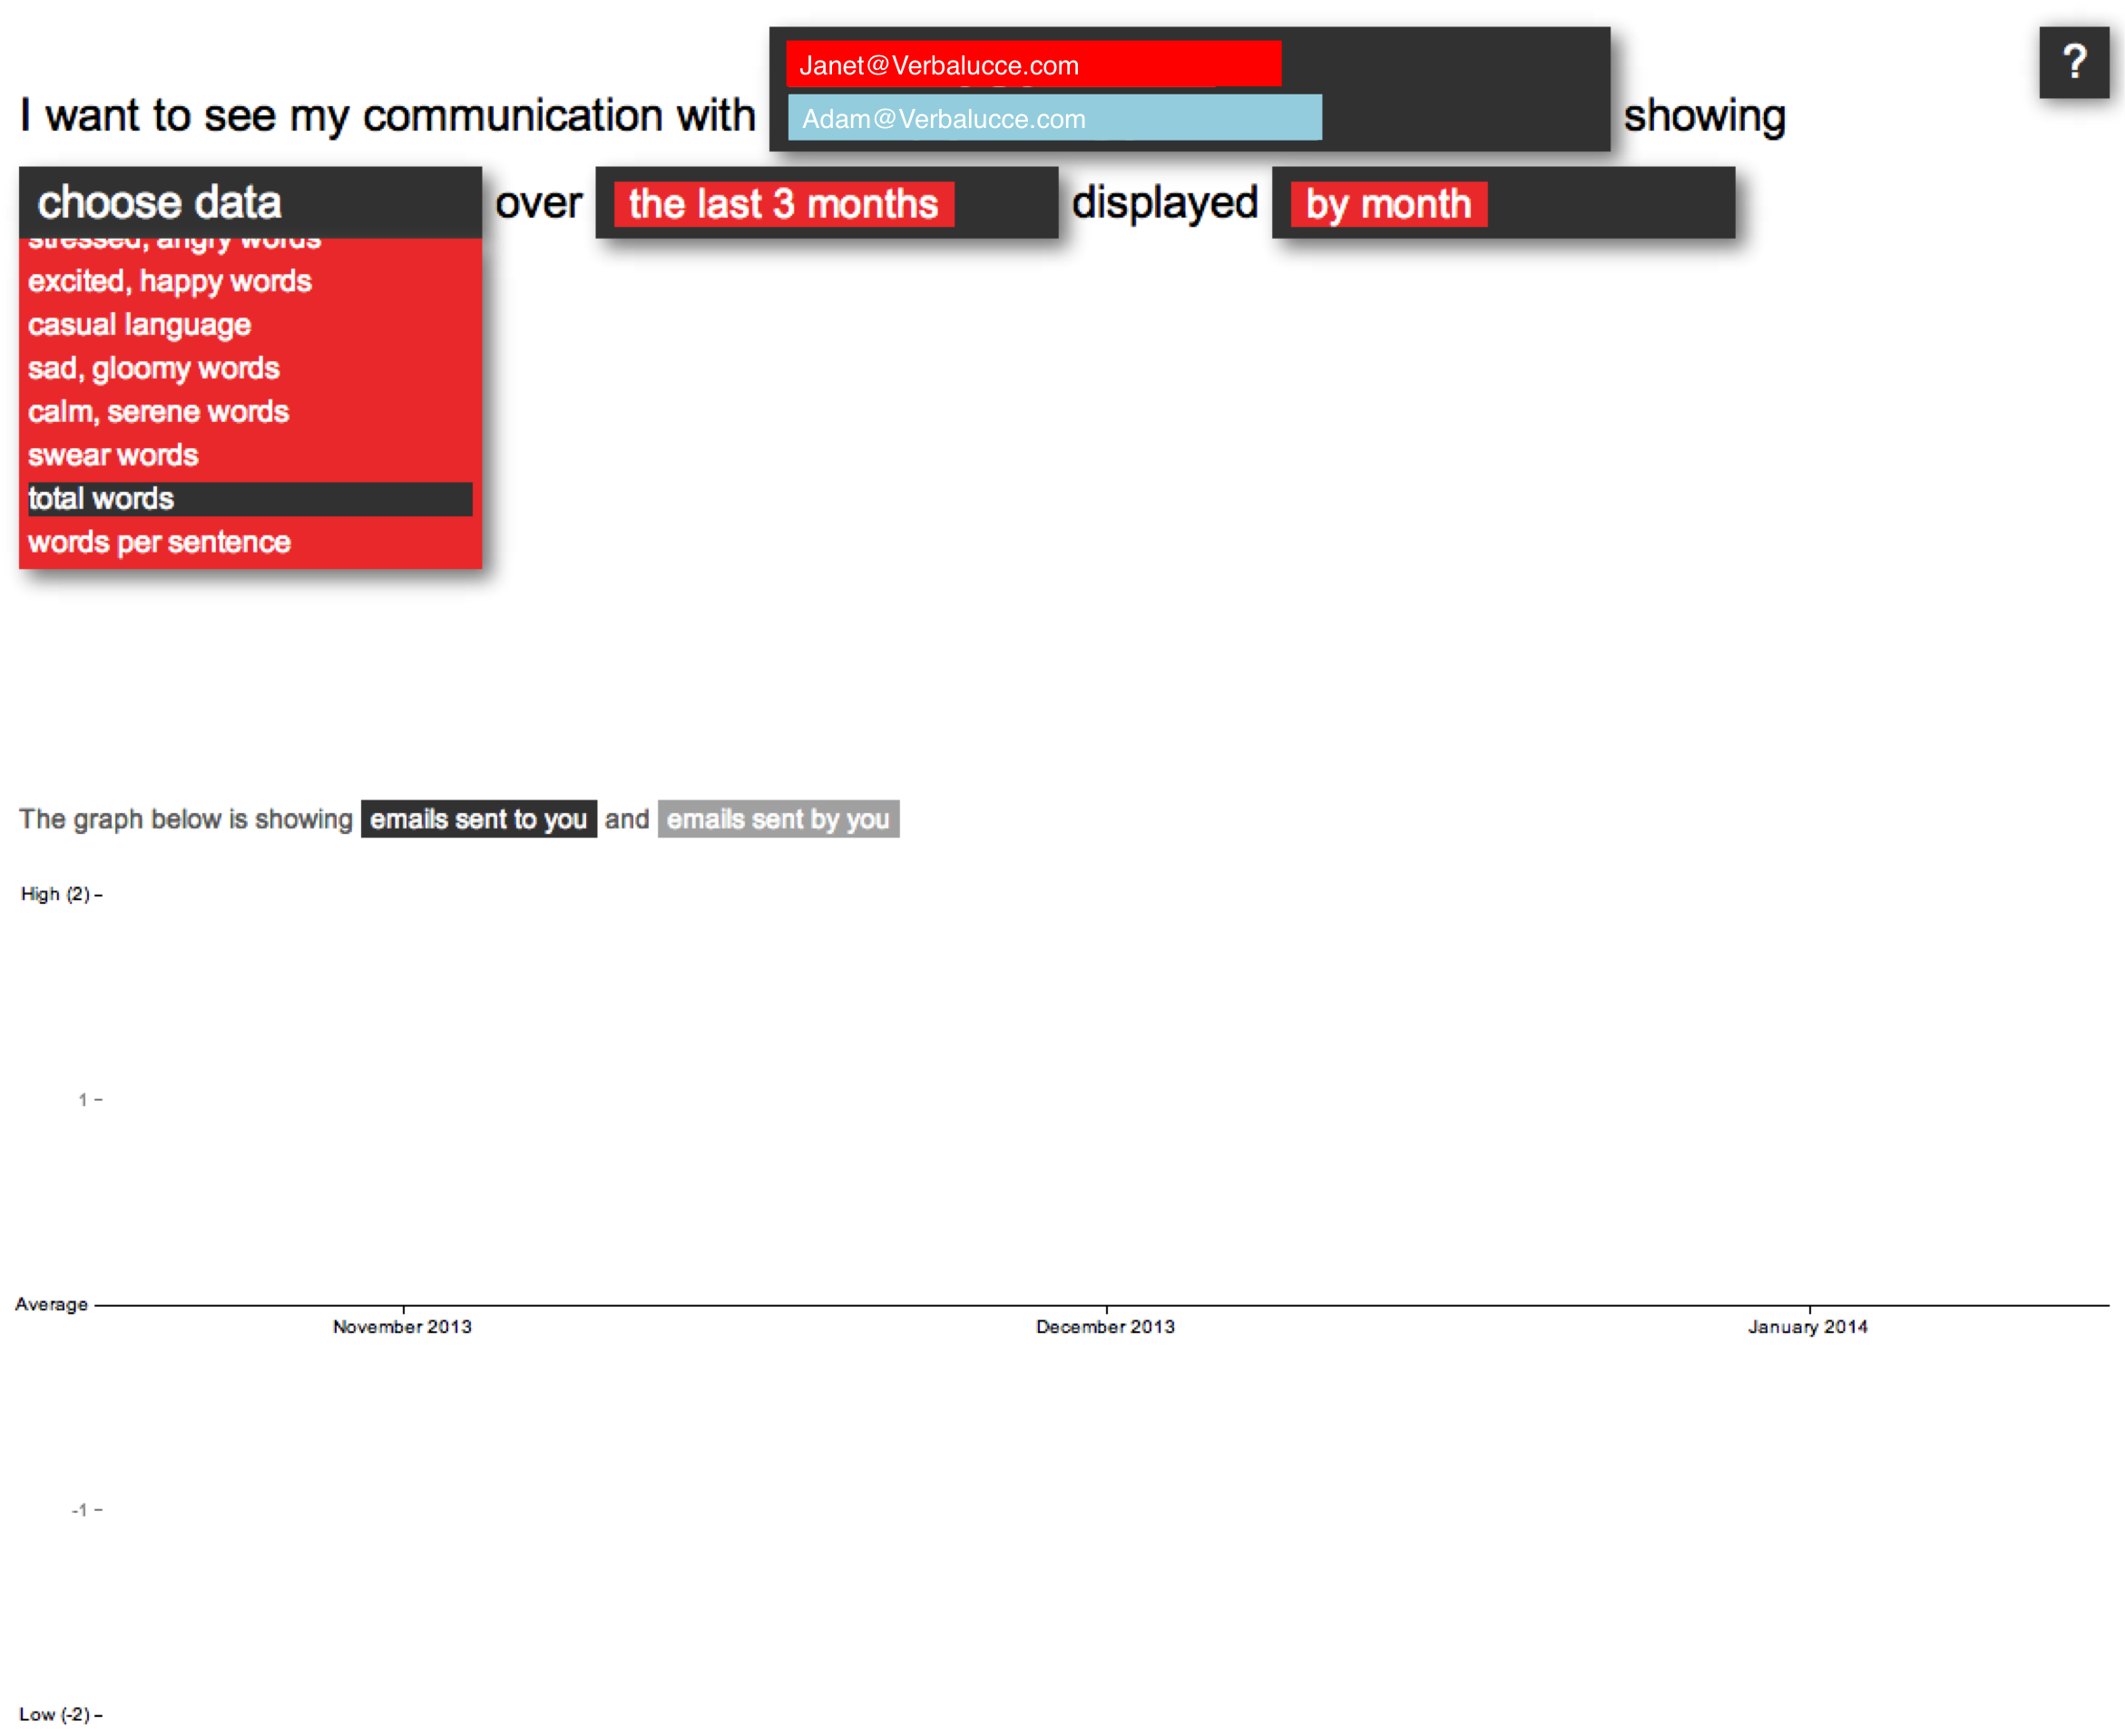 Janet@Verbalucce.com
?
I want to see my communication with
Adam@Verbalucce.com
showing
choose data over the last 3 months displayed by month
stressed, angry words
excited, happy words
casual language
sad, gloomy words
calm, serene words
swear words
total words
words per sentence
The graph below is showing emails sent to you and emails sent by you
High (2)
1
Average
November 2013 December 2013 January 2014
-1
Low (-2)